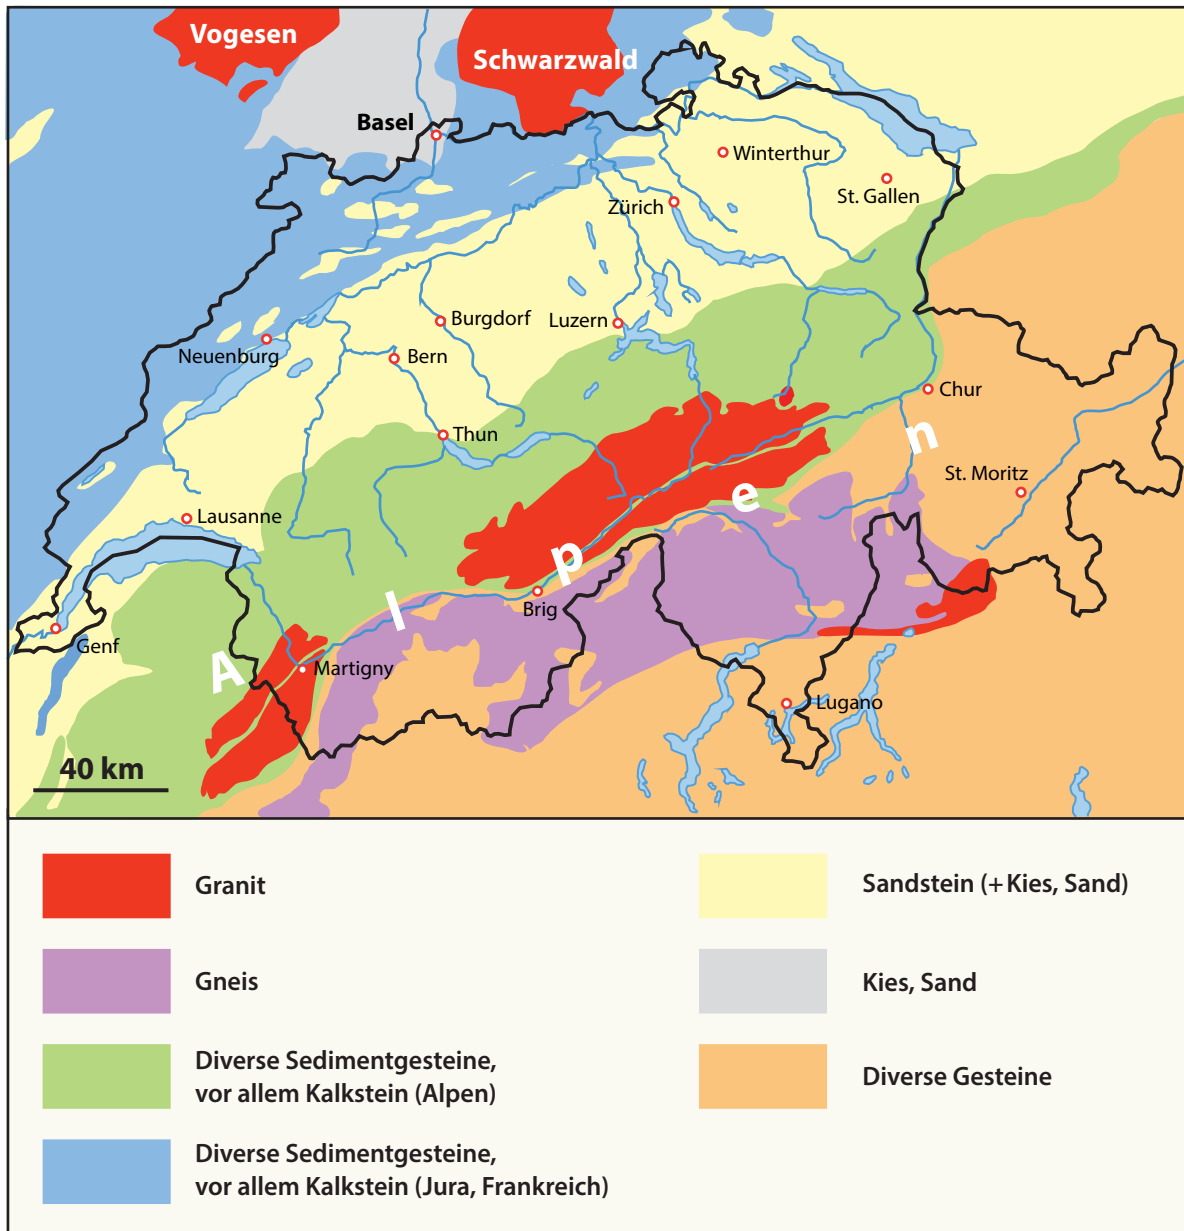 Vogesen
Schwarzwald
Basel
Winterthur
St. Gallen
Zürich
Burgdorf
Luzern
Neuenburg
Bern
Chur
Thun
n
St. Moritz
e
Lausanne
p
Brig
l
Genf
A
Martigny
Lugano
40 km
Granit
Sandstein (+ Kies, Sand)
Gneis
Kies, Sand
Diverse Sedimentgesteine,
vor allem Kalkstein (Alpen)
Diverse Gesteine
Diverse Sedimentgesteine,
vor allem Kalkstein (Jura, Frankreich)